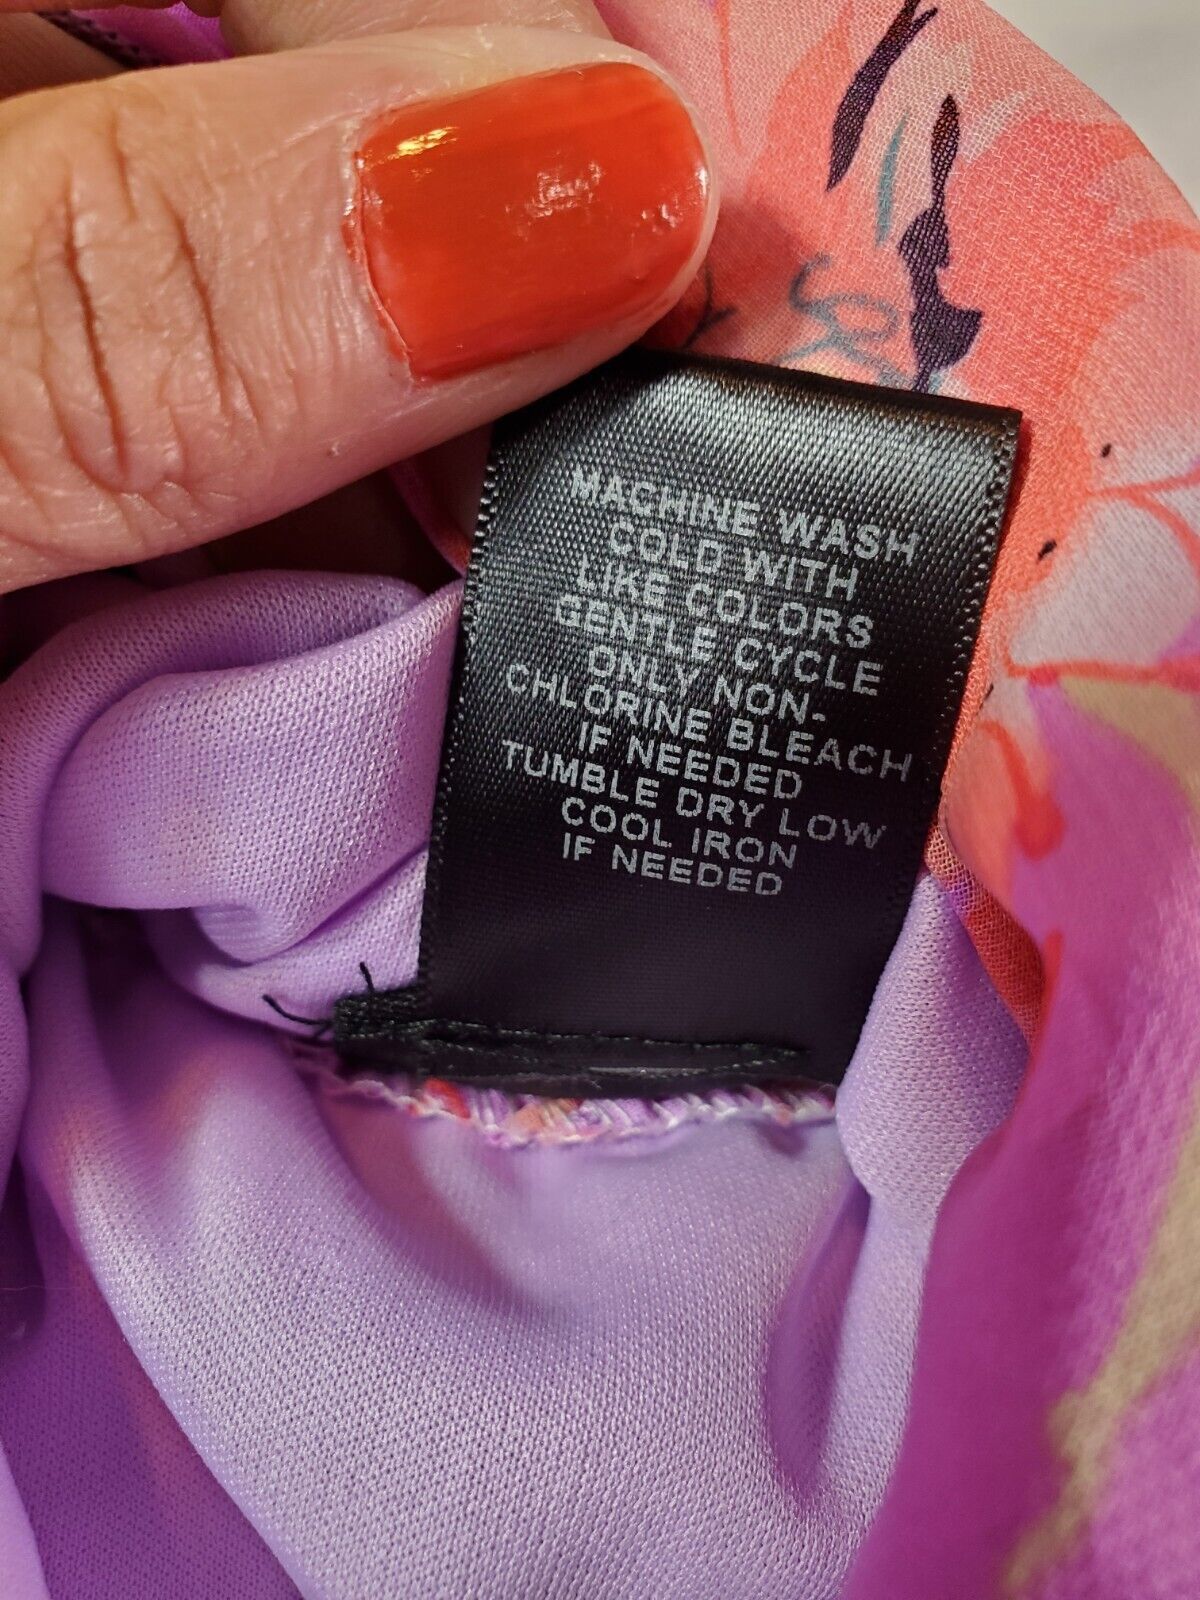 MACHINE WASH
COLD WITH
LIKE COLORS
GENTLE CYCLE
ONLY NON-
CHLORINE BLEACH
IF NEEDED
TUMBLE DRY LOW
COOL IRON
IF NEEDED